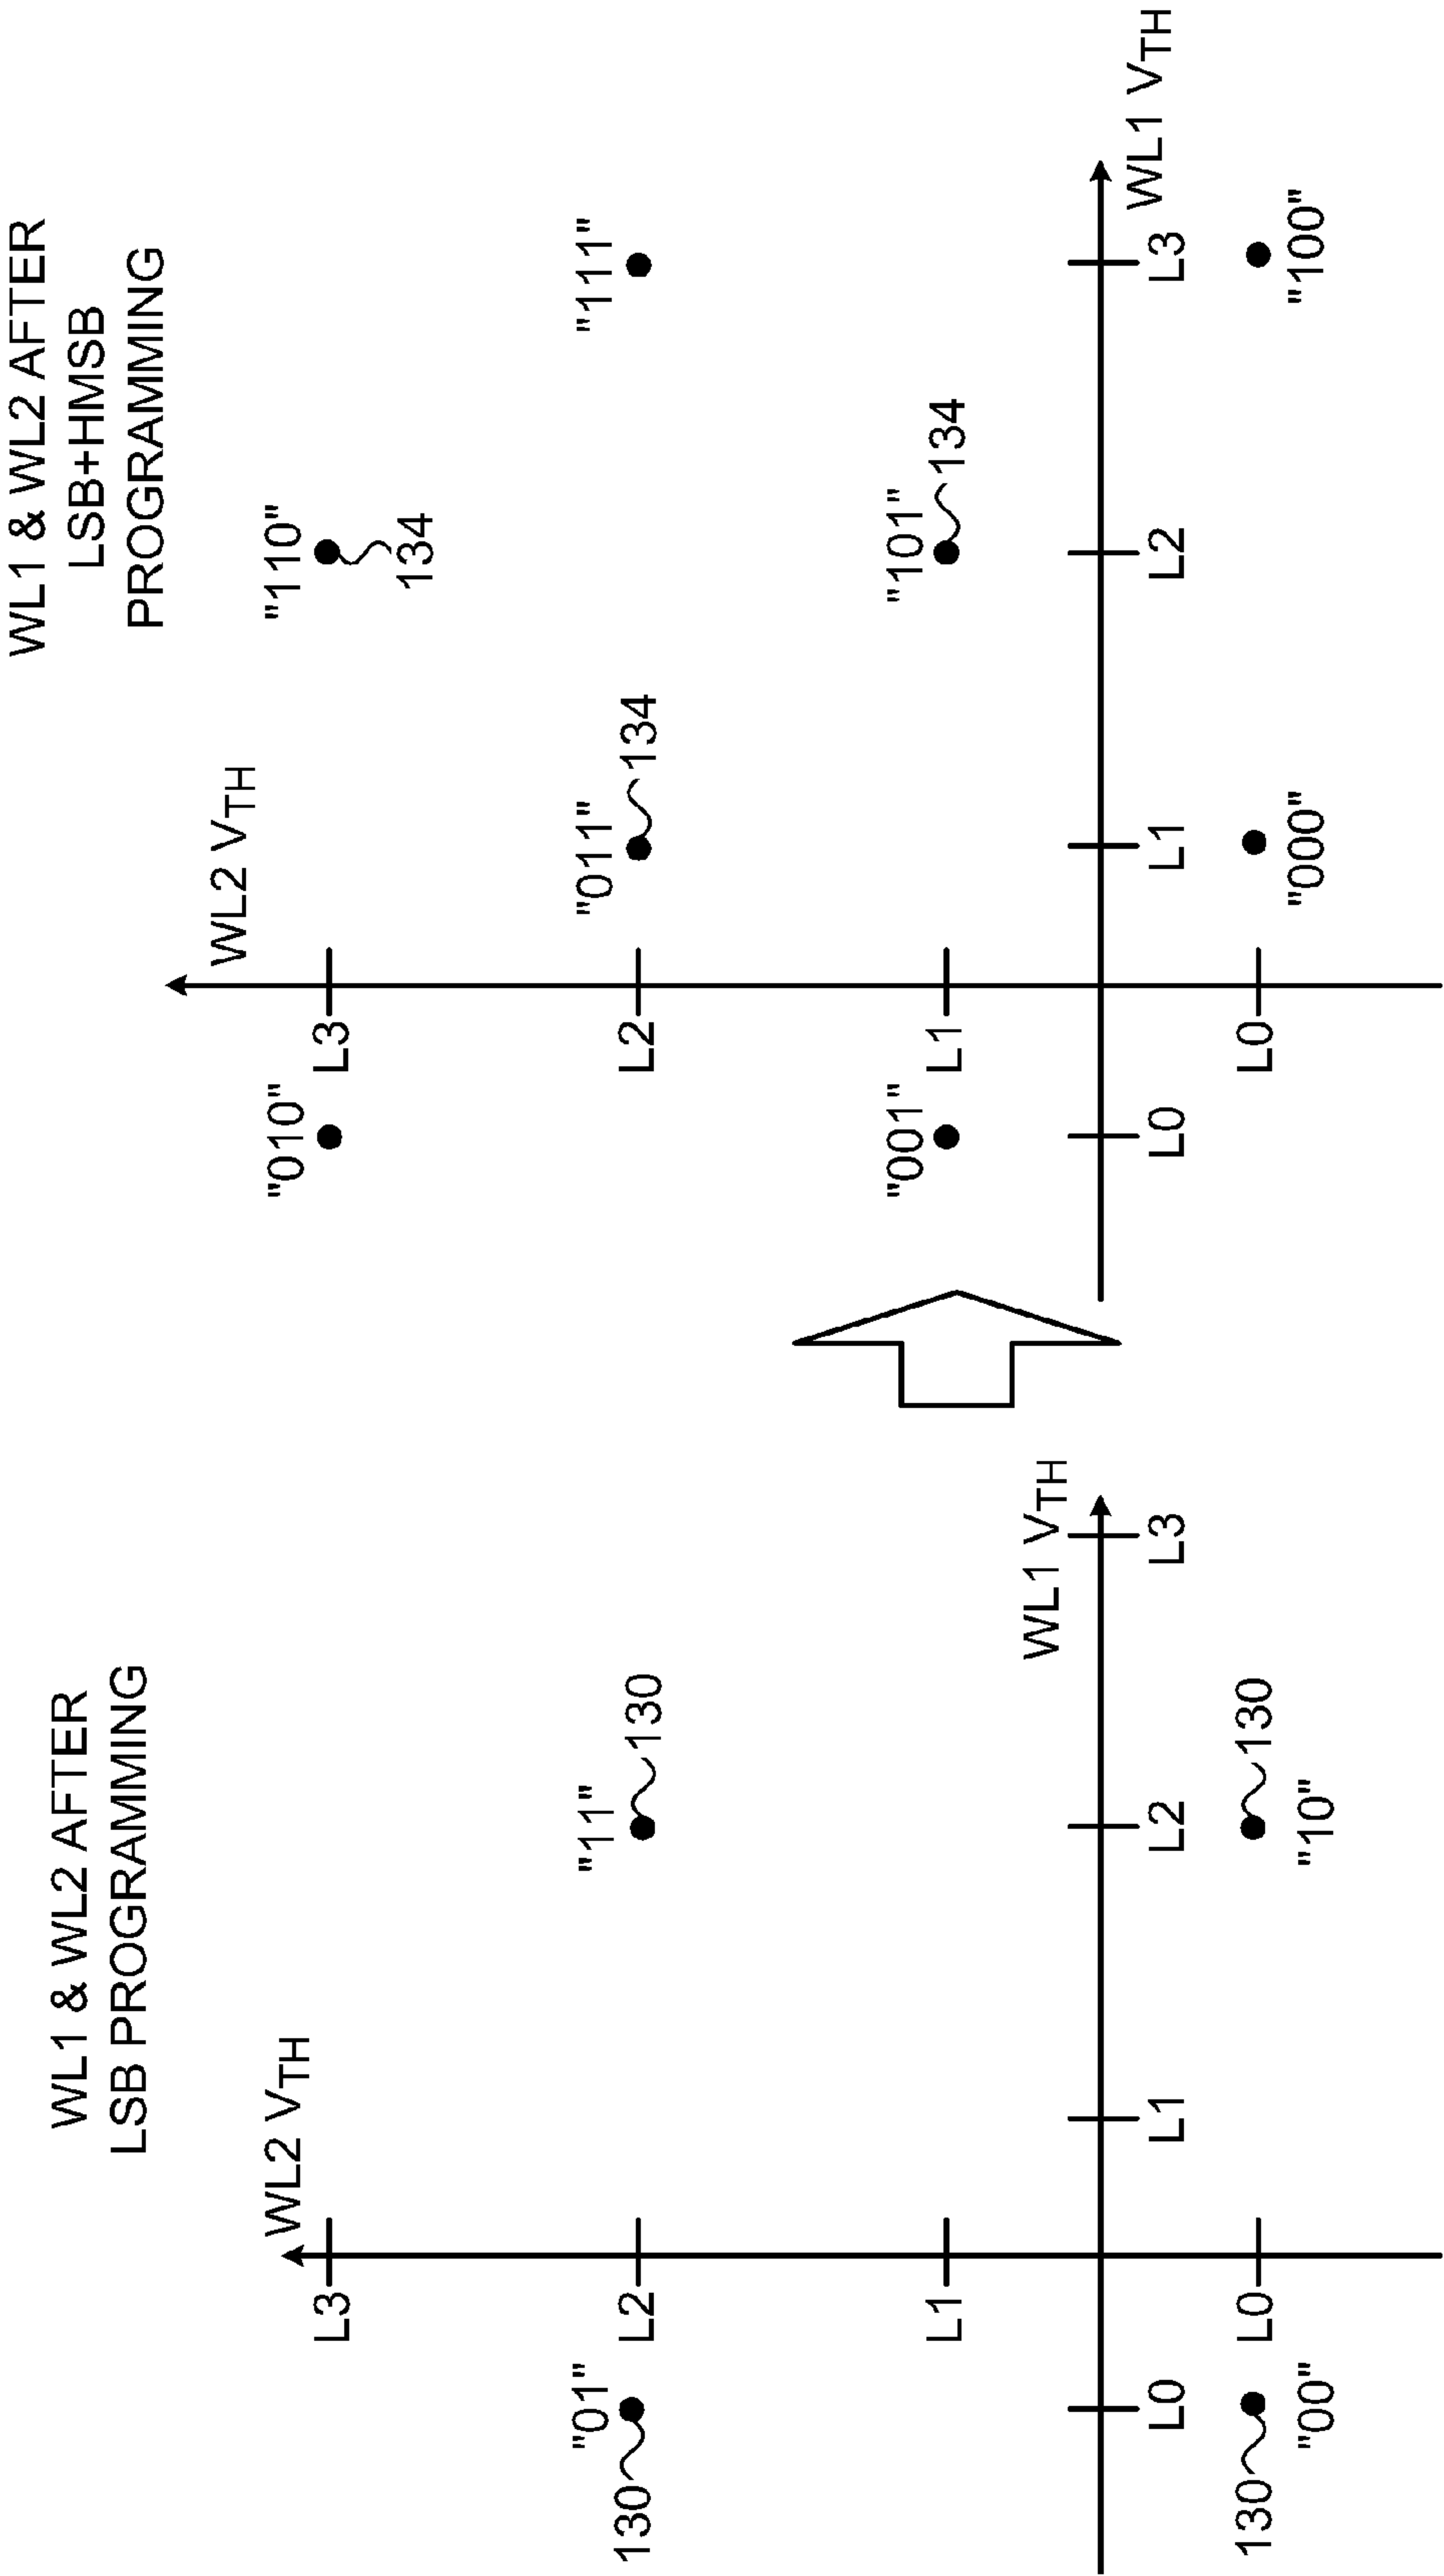 WL1 & WL2 AFTER
LSB PROGRAMMING
WL2 VTH
L3
"01"
130
L2
"11"
130
L1
WL1 VTH
L0
L1
L2
L3
130
"00"
L0
"10"
130
WL1 & WL2 AFTER
LSB+HMSB
PROGRAMMING
WL2 VTH
"010"
L3
"110"
134
L2
"011"
134
"111"
"001"
L1
"101"
134
WL1 VTH
L0
L1
L2
L3
L0
"000"
"100"